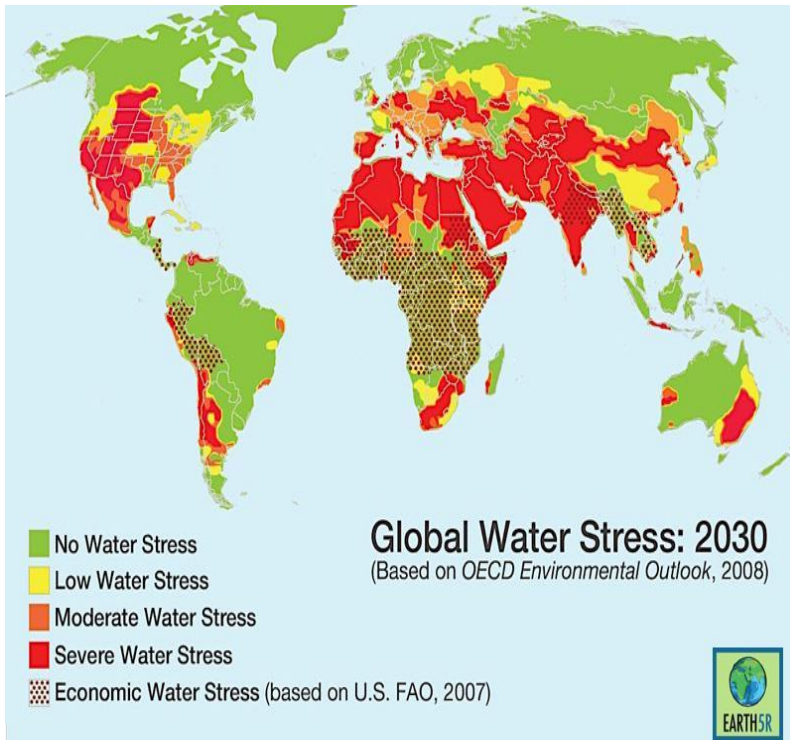 No Water Stress
Low Water Stress
Moderate Water Stress
Severe Water Stress
Economic Water Stress (based on U.S. FAO, 2007)
Global Water Stress: 2030
(Based on OECD Environmental Outlook, 2008)
EARTH5R